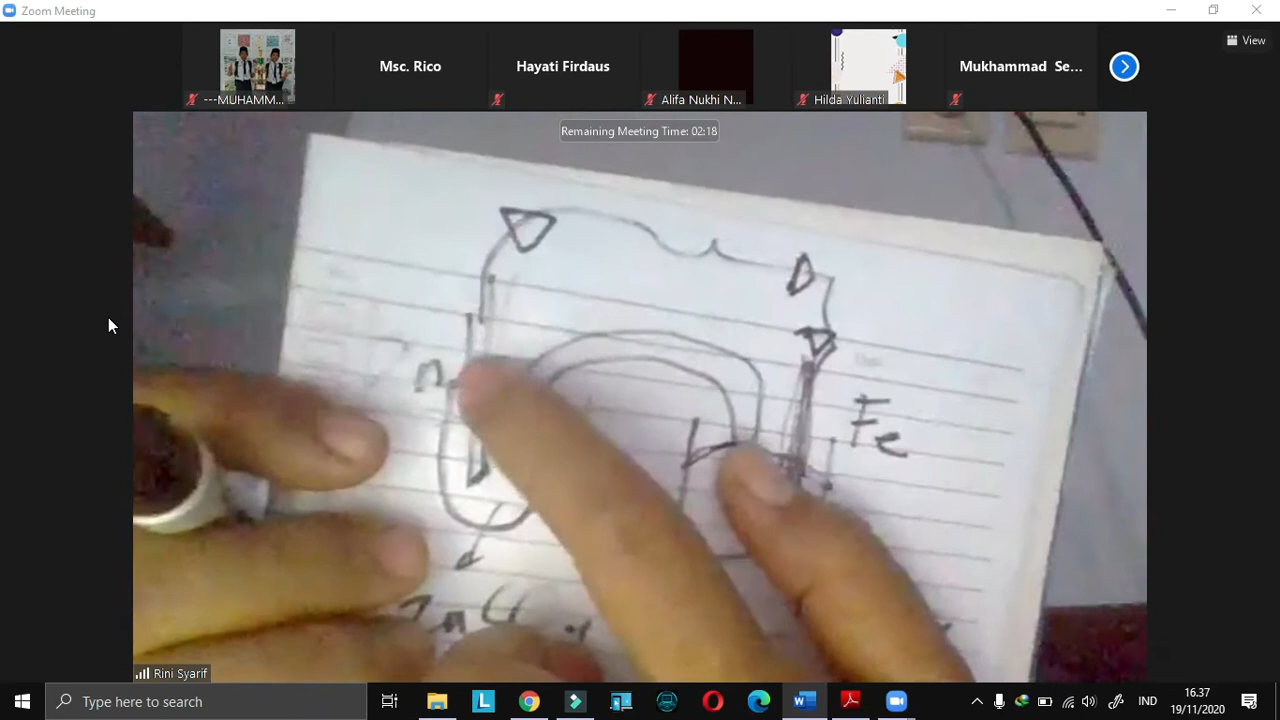 Zoom Meeting
View
---MUHAMM...
Msc. Rico
Hayati Firdaus
Alifa Nukhi N...
Hilda Yulianti
Mukhammad Se...
Remaining Meeting Time: 02:18
n
Fe
Rini Syarif
Type here to search
L
W
IND
16.37
19/11/2020